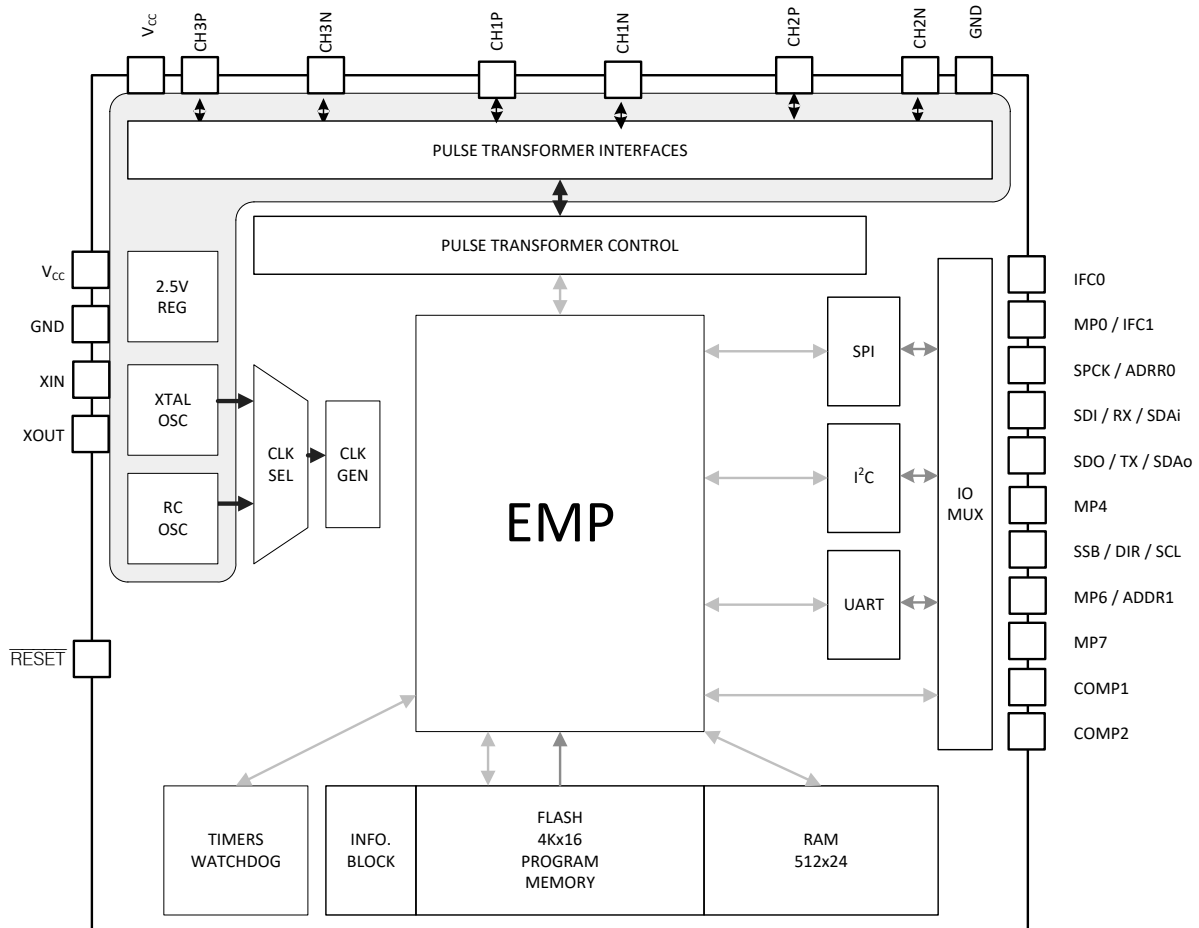 VCC
CH3P
CH3N
CH1P
CH1N
CH2P
CH2N
GND
PULSE TRANSFORMER INTERFACES
PULSE TRANSFORMER CONTROL
VCC
GND
XIN
XOUT
RESET
2.5V
REG
XTAL
OSC
RC
OSC
CLK
SEL
CLK
GEN
EMP
SPI
I²C
UART
IO
MUX
IFC0
MP0 / IFC1
SPCK / ADRR0
SDI / RX / SDAi
SDO / TX / SDAo
MP4
SSB / DIR / SCL
MP6 / ADDR1
MP7
COMP1
COMP2
TIMERS
WATCHDOG
INFO.
BLOCK
FLASH
4Kx16
PROGRAM
MEMORY
RAM
512x24